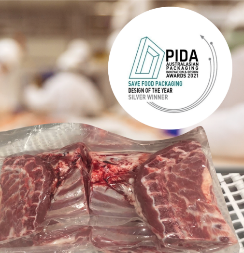 PIDA
AUSTRALASIAN
PACKAGING
INNOVATION & DESIGN
AWARDS 2021
SAVE FOOD PACKAGING
DESIGN OF THE YEAR
SILVER WINNER